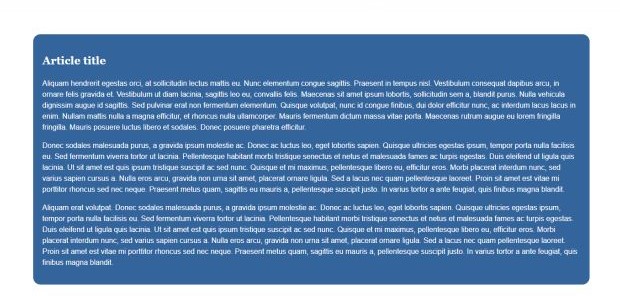 Article title
Aliquam hendrerit egestas orci, at sollicitudin lectus mattis eu. Nunc elementum congue sagittis. Praesent in tempus nisl. Vestibulum consequat dapibus arcu, in
ornare felis gravida et. Vestibulum ut diam lacinia, sagittis leo eu, convallis felis. Maecenas sit amet ipsum lobortis, sollicitudin sem a, blandit purus. Nulla vehicula
dignissim augue id sagittis. Sed pulvinar erat non fermentum elementum. Quisque volutpat, nunc id congue finibus, dui dolor efficitur nunc, ac interdum lacus lacus in
enim. Nullam mattis nulla a magna efficitur, et rhoncus nulla ullamcorper. Mauris fermentum dictum massa vitae porta. Maecenas rutrum augue eu lorem fringilla
fringilla. Mauris posuere luctus libero et sodales. Donec posuere pharetra efficitur.
Donec sodales malesuada purus, a gravida ipsum molestie ac. Donec ac luctus leo, eget lobortis sapien. Quisque ultricies egestas ipsum, tempor porta nulla facilisis
eu. Sed fermentum viverra tortor ut lacinia. Pellentesque habitant morbi tristique senectus et netus et malesuada fames ac turpis egestas. Duis eleifend ut ligula quis
lacinia. Ut sit amet est quis ipsum tristique suscipit ac sed nunc. Quisque et mi maximus, pellentesque libero eu, efficitur eros. Morbi placerat interdum nunc, sed
varius sapien cursus a. Nulla eros arcu, gravida non urna sit amet, placerat ornare ligula. Sed a lacus nec quam pellentesque laoreet. Proin sit amet est vitae mi
porttitor rhoncus sed nec neque. Praesent metus quam, sagittis eu mauris a, pellentesque suscipit justo. In varius tortor a ante feugiat, quis finibus magna blandit.
Aliquam erat volutpat. Donec sodales malesuada purus, a gravida ipsum molestie ac. Donec ac luctus leo, eget lobortis sapien. Quisque ultricies egestas ipsum,
tempor porta nulla facilisis eu. Sed fermentum viverra tortor ut lacinia. Pellentesque habitant morbi tristique senectus et netus et malesuada fames ac turpis egestas.
Duis eleifend ut ligula quis lacinia. Ut sit amet est quis ipsum tristique suscipit ac sed nunc. Quisque et mi maximus, pellentesque libero eu, efficitur eros. Morbi
placerat interdum nunc, sed varius sapien cursus a. Nulla eros arcu, gravida non urna sit amet, placerat ornare ligula. Sed a lacus nec quam pellentesque laoreet.
Proin sit amet est vitae mi porttitor rhoncus sed nec neque. Praesent metus quam, sagittis eu mauris a, pellentesque suscipit justo. In varius tortor a ante feugiat, quis
finibus magna blandit.